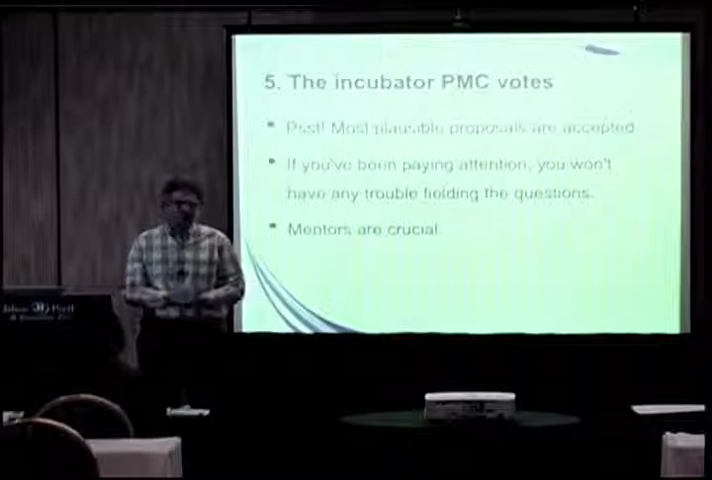 5. The incubator PMC votes
• Psst! Most plausible proposals are accepted
• If you've been paying attention, you won't
have any trouble fielding the questions.
• Mentors are crucial
Hilton